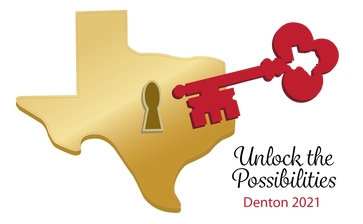 Unlock the
Possibilities
Denton 2021